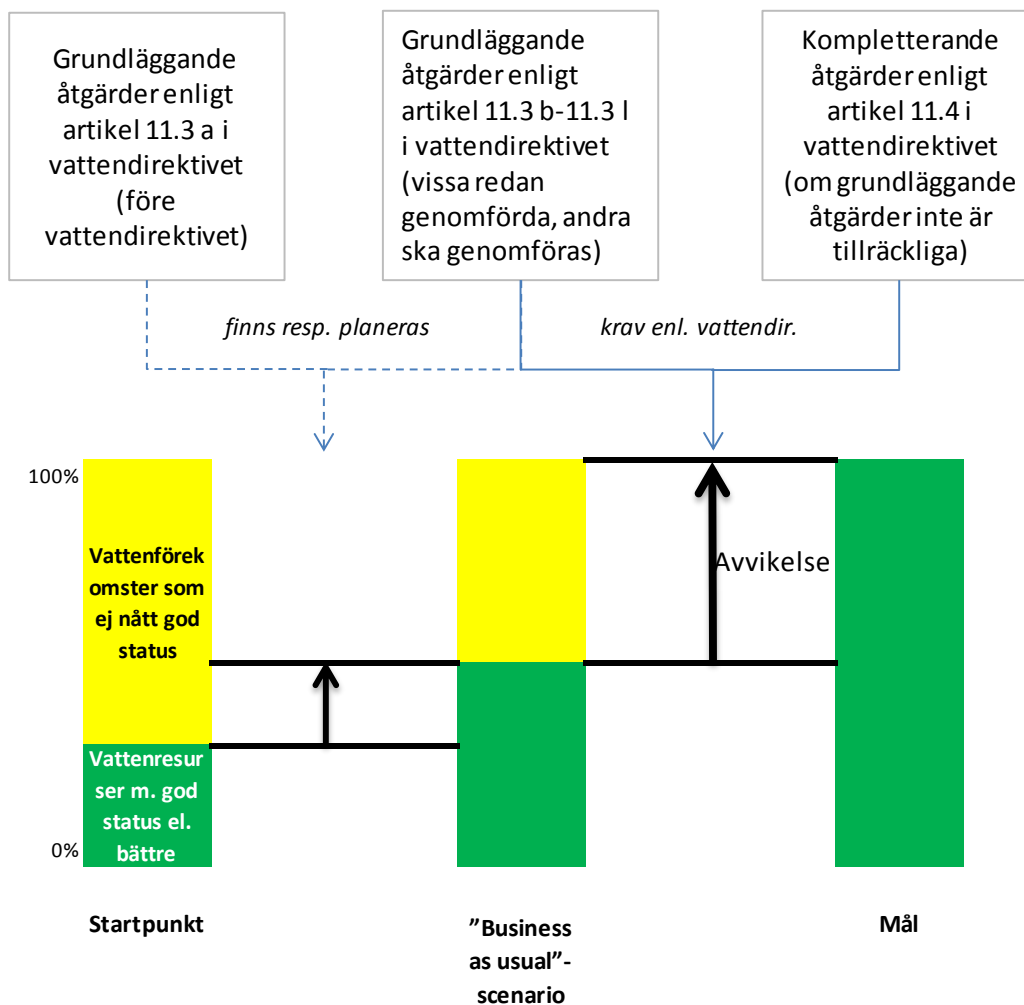 Grundläggande
åtgärder enligt
artikel 11.3 a i
vattendirektivet
(före
vattendirektivet)
Grundläggande
åtgärder enligt
artikel 11.3 b-11.3 l
i vattendirektivet
(vissa redan
genomförda, andra
ska genomföras)
Kompletterande
åtgärder enligt
artikel 11.4 i
vattendirektivet
(om grundläggande
åtgärder inte är
tillräckliga)
finns resp. planeras
krav enl. vattendir.
100%
Vattenförek
omster som
ej nått god
status
Avvikelse
Vattenresur
ser m. god
status el.
bättre
0%
Startpunkt
”Business
as usual”-
scenario
Mål